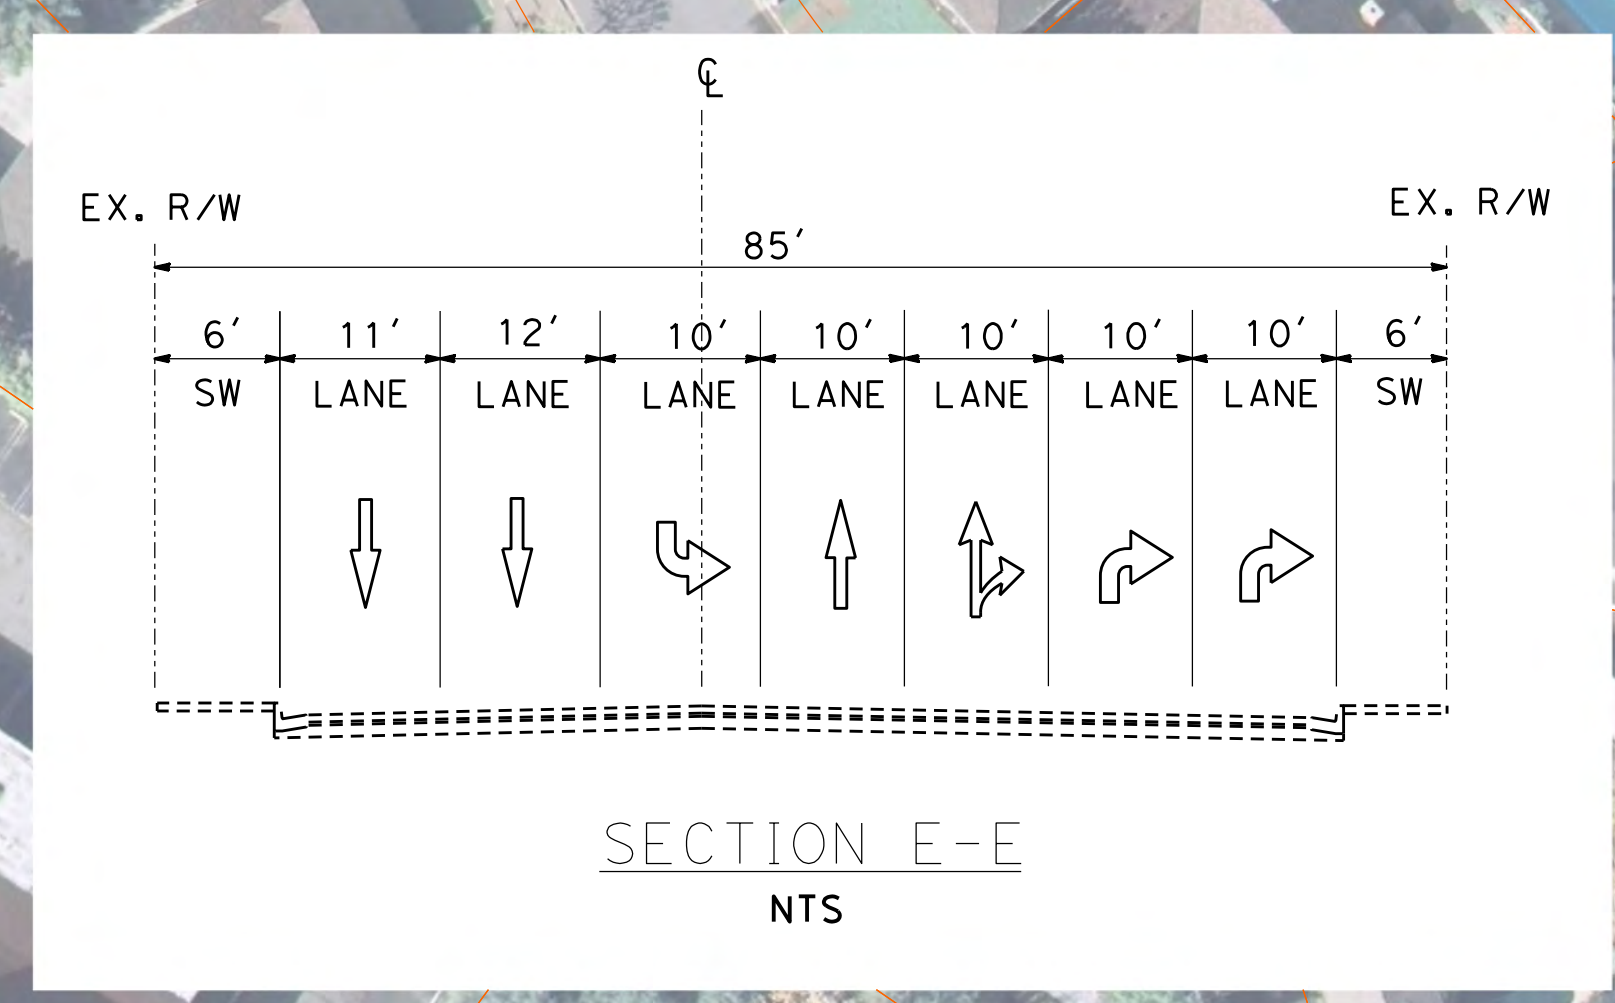 ℄
EX. R/W
EX. R/W
85′
6′ 11′ 12′ 10′ 10′ 10′ 10′ 10′ 6′
SW LANE LANE LANE LANE LANE LANE LANE SW
SECTION E-E
NTS